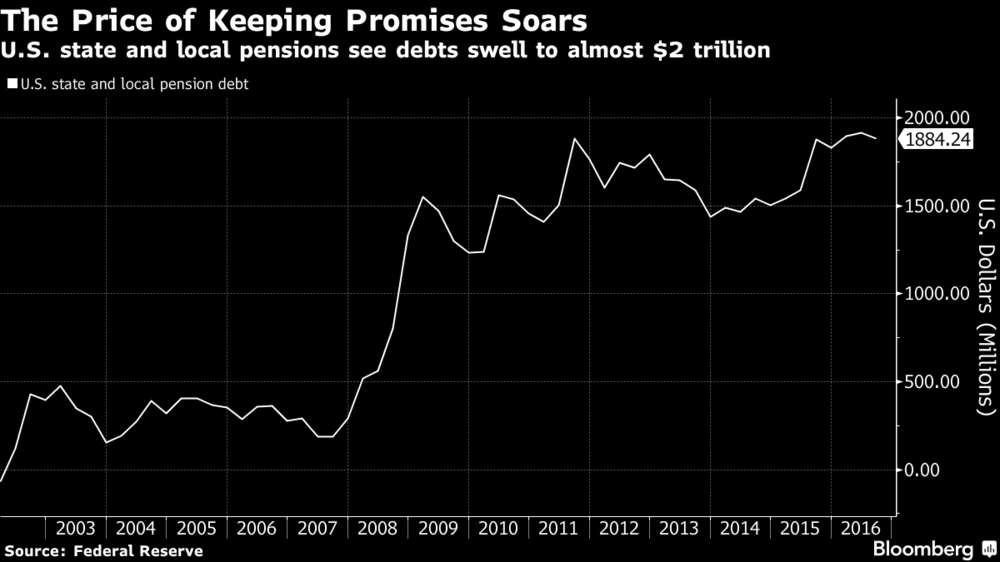 The Price of Keeping Promises Soars
U.S. state and local pensions see debts swell to almost $2 trillion
U.S. state and local pension debt
2000.00
1884.24
1500.00
1000.00
500.00
0.00
U.S. Dollars (Millions)
2003 2004 2005 2006 2007 2008 2009 2010 2011 2012 2013 2014 2015 2016
Source: Federal Reserve
Bloomberg